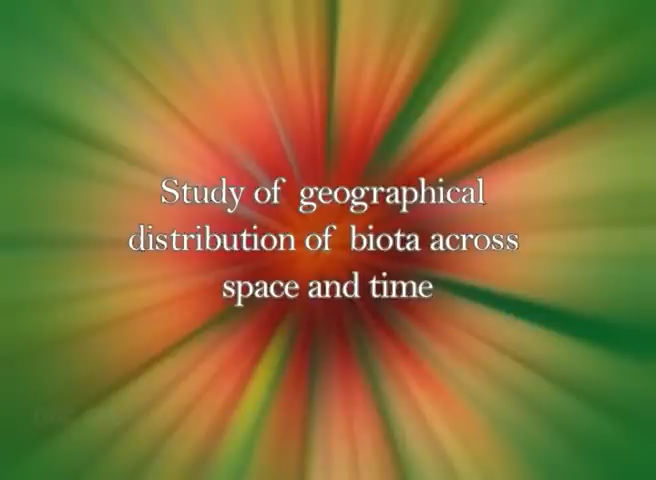 Study of geographical
distribution of biota across
space and time